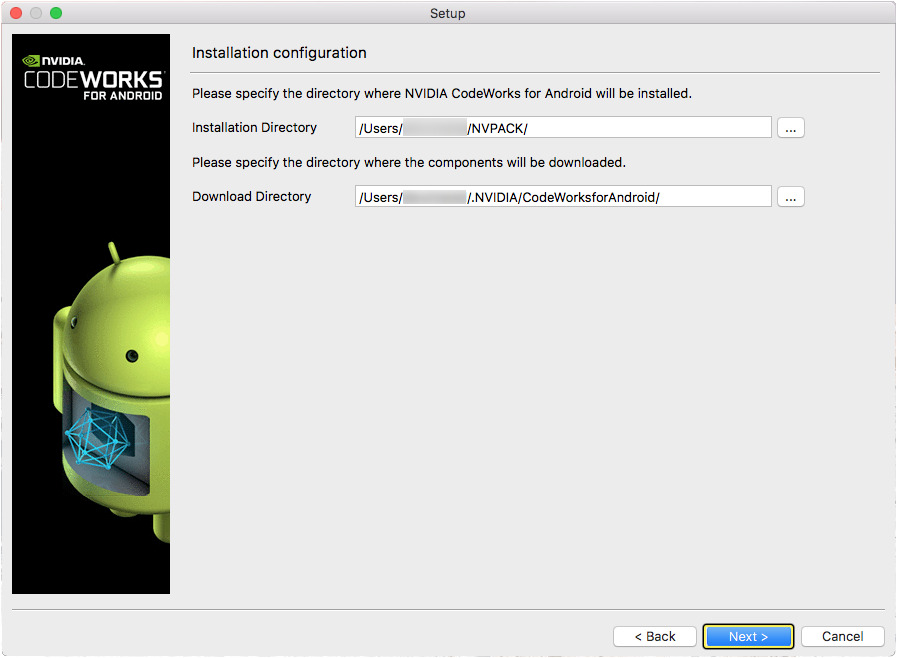 Setup
NVIDIA.
CODEWORKS
FOR ANDROID
Installation configuration
Please specify the directory where NVIDIA CodeWorks for Android will be installed.
Installation Directory /Users/ /NVPACK/ ...
Please specify the directory where the components will be downloaded.
Download Directory /Users/ /.NVIDIA/CodeWorksforAndroid/ ...
< Back Next > Cancel